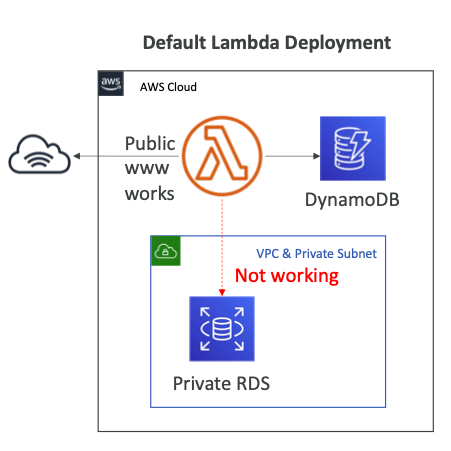 Default Lambda Deployment
aws
AWS Cloud
Public
www
works
DynamoDB
VPC & Private Subnet
Not working
Private RDS